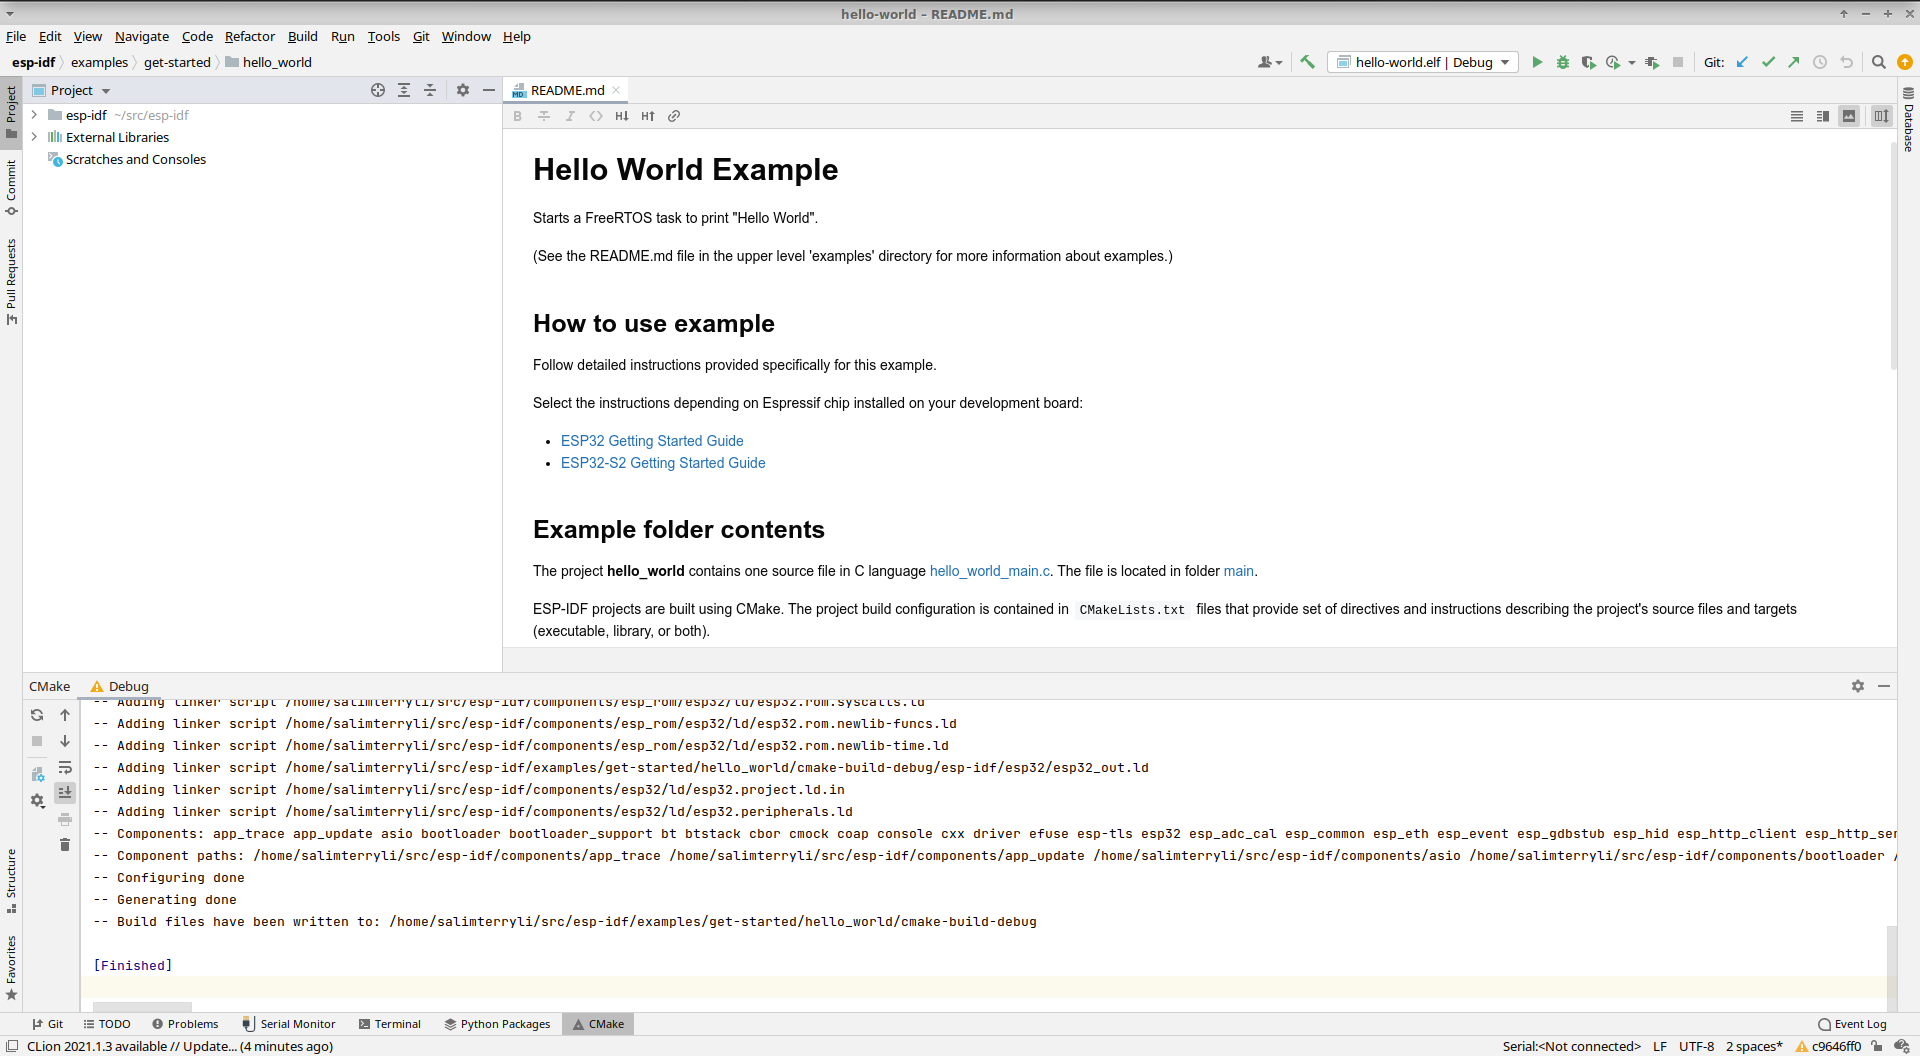 hello-world – README.md
File Edit View Navigate Code Refactor Build Run Tools Git Window Help
esp-idf examples get-started hello_world
hello-world.elf | Debug
Git:
Project
Commit
Pull Requests
Structure
Favorites
Project
esp-idf ~/src/esp-idf
External Libraries
Scratches and Consoles
README.md
Database
Hello World Example
Starts a FreeRTOS task to print "Hello World".
(See the README.md file in the upper level 'examples' directory for more information about examples.)
How to use example
Follow detailed instructions provided specifically for this example.
Select the instructions depending on Espressif chip installed on your development board:
• ESP32 Getting Started Guide
• ESP32-S2 Getting Started Guide
Example folder contents
The project hello_world contains one source file in C language hello_world_main.c. The file is located in folder main.
ESP-IDF projects are built using CMake. The project build configuration is contained in CMakeLists.txt files that provide set of directives and instructions describing the project's source files and targets
(executable, library, or both).
CMake Debug
-- Adding linker script /home/salimterryli/src/esp-idf/components/esp_rom/esp32/ld/esp32.rom.syscalls.ld
-- Adding linker script /home/salimterryli/src/esp-idf/components/esp_rom/esp32/ld/esp32.rom.newlib-funcs.ld
-- Adding linker script /home/salimterryli/src/esp-idf/components/esp_rom/esp32/ld/esp32.rom.newlib-time.ld
-- Adding linker script /home/salimterryli/src/esp-idf/examples/get-started/hello_world/cmake-build-debug/esp-idf/esp32/esp32_out.ld
-- Adding linker script /home/salimterryli/src/esp-idf/components/esp32/ld/esp32.project.ld.in
-- Adding linker script /home/salimterryli/src/esp-idf/components/esp32/ld/esp32.peripherals.ld
-- Components: app_trace app_update asio bootloader bootloader_support bt btstack cbor cmock coap console cxx driver efuse esp-tls esp32 esp_adc_cal esp_common esp_eth esp_event esp_gdbstub esp_hid esp_http_client esp_http_ser
-- Component paths: /home/salimterryli/src/esp-idf/components/app_trace /home/salimterryli/src/esp-idf/components/app_update /home/salimterryli/src/esp-idf/components/asio /home/salimterryli/src/esp-idf/components/bootloader /
-- Configuring done
-- Generating done
-- Build files have been written to: /home/salimterryli/src/esp-idf/examples/get-started/hello_world/cmake-build-debug
[Finished]
Git TODO Problems Serial Monitor Terminal Python Packages CMake Event Log
CLion 2021.1.3 available // Update... (4 minutes ago) Serial:<Not connected> LF UTF-8 2 spaces* c9646ff0